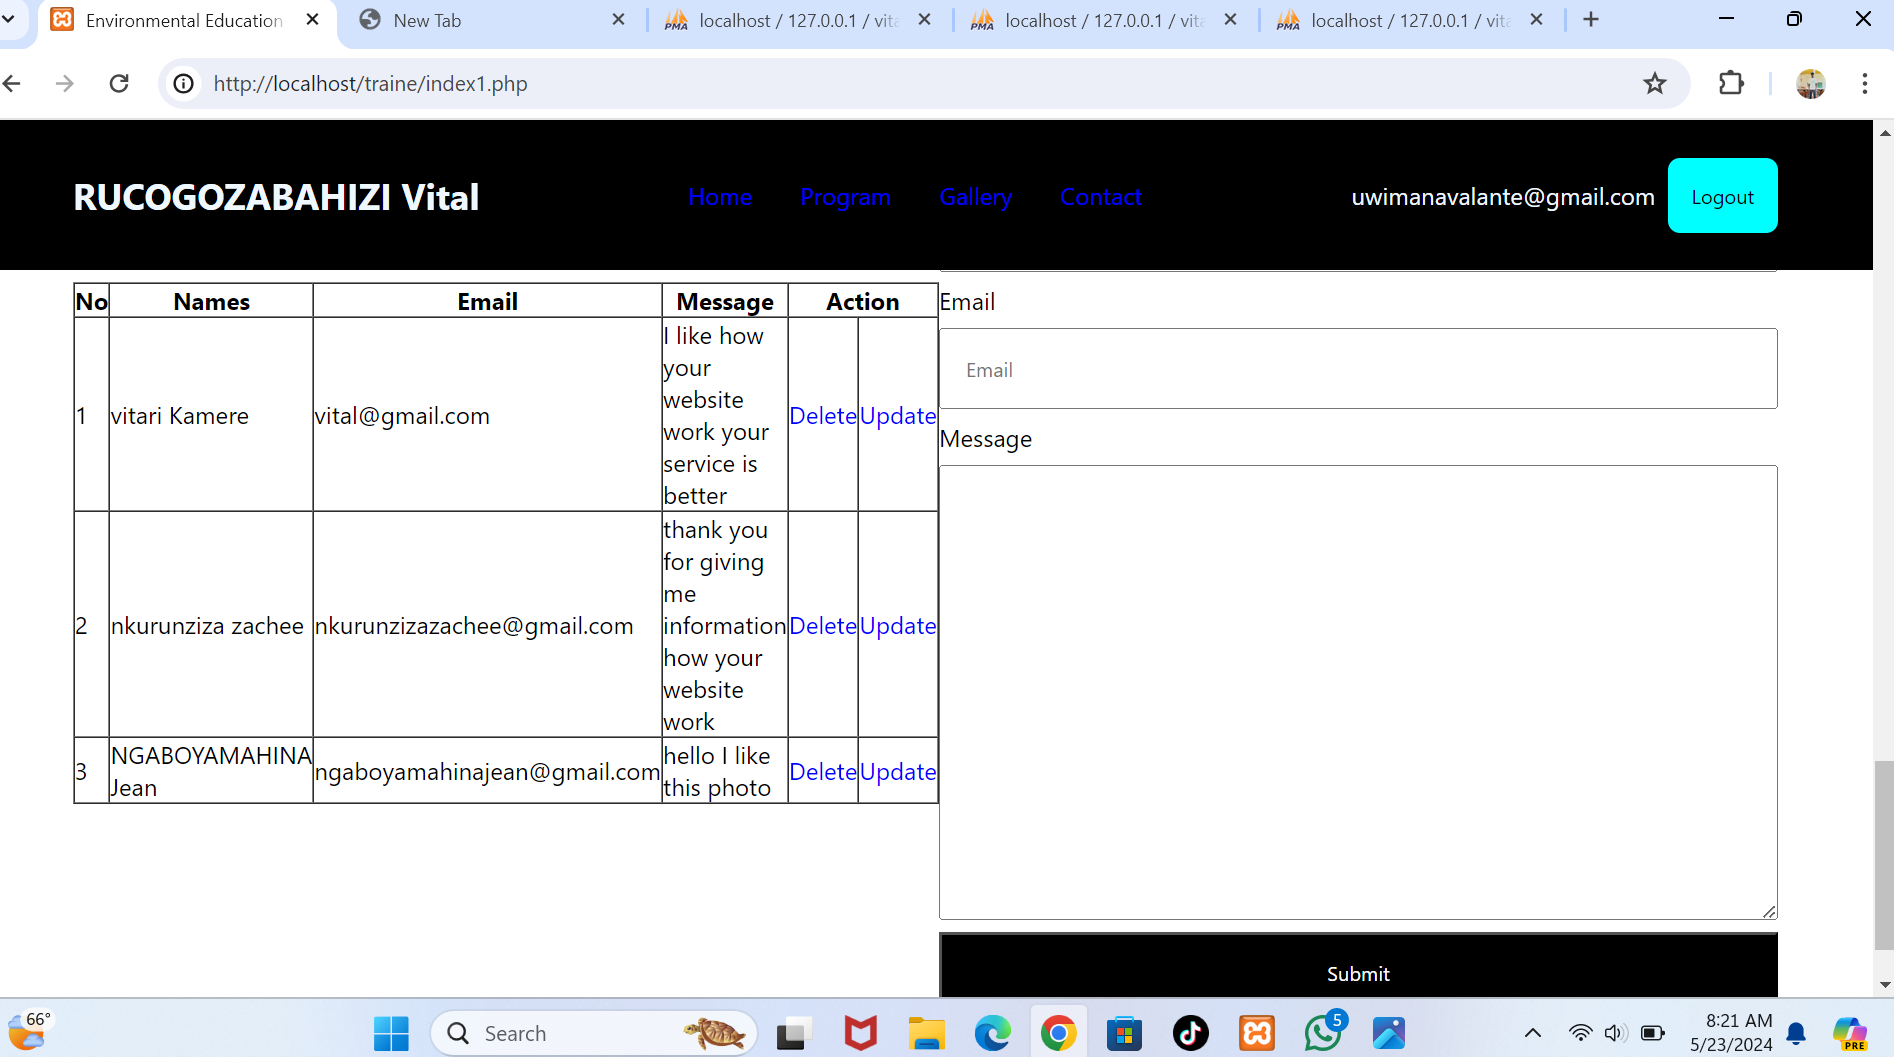 Environmental Education
New Tab
localhost / 127.0.0.1 / vita
localhost / 127.0.0.1 / vita
localhost / 127.0.0.1 / vita
http://localhost/traine/index1.php
RUCOGOZABAHIZI Vital
Home
Program
Gallery
Contact
uwimanavalante@gmail.com
Logout
No Names Email Message Action
1 vitari Kamere vital@gmail.com
I like how
your
website
work your
service is
better
Delete Update
2 nkurunziza zachee nkurunzizazachee@gmail.com
thank you
for giving
me
information
how your
website
work
Delete Update
3
NGABOYAMAHINA
Jean
ngaboyamahinajean@gmail.com
hello I like
this photo
Delete Update
Email
Email
Message
Submit
66°
Search
5
8:21 AM
5/23/2024
PRE